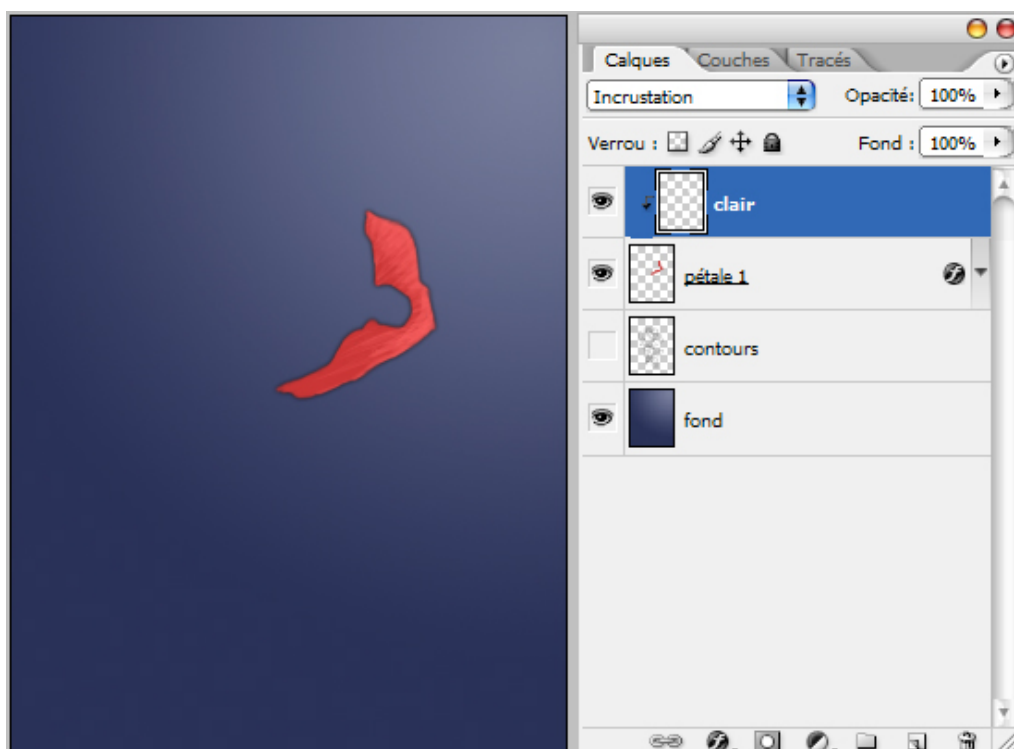 Calques Couches Tracés
Incrustation Opacité: 100%
Verrou : Fond : 100%
clair
pétale 1
contours
fond